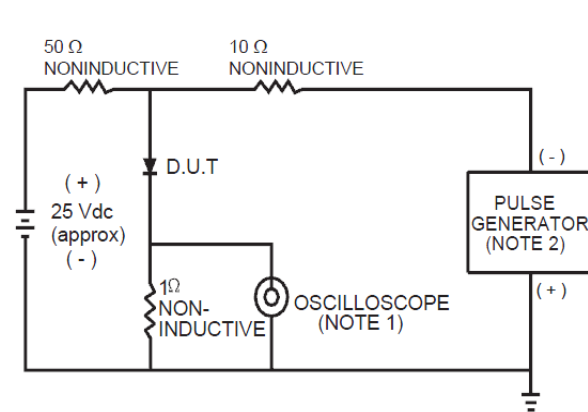 50 Ω
NONINDUCTIVE
10 Ω
NONINDUCTIVE
D.U.T
(+)
25 Vdc
(approx)
(-)
(-)
PULSE
GENERATOR
(NOTE 2)
(+)
1Ω
NON-
INDUCTIVE
OSCILLOSCOPE
(NOTE 1)